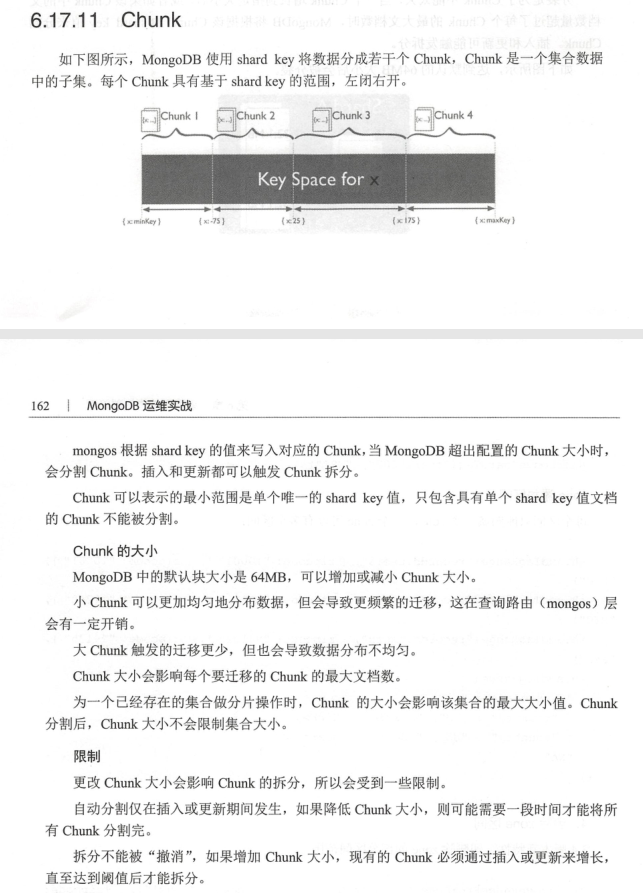 6.17.11 Chunk
如下图所示，MongoDB 使用 shard key 将数据分成若干个 Chunk，Chunk 是一个集合数据
中的子集。每个 Chunk 具有基于 shard key 的范围，左闭右开。
Chunk 1 Chunk 2 Chunk 3 Chunk 4
Key Space for x
{ x: minKey } { x: -75 } { x: 25 } { x: 175 } { x: maxKey }
162 | MongoDB 运维实战
mongos 根据 shard key 的值来写入对应的 Chunk，当 MongoDB 超出配置的 Chunk 大小时，
会分割 Chunk。插入和更新都可以触发 Chunk 拆分。
Chunk 可以表示的最小范围是单个唯一的 shard key 值，只包含具有单个 shard key 值文档
的 Chunk 不能被分割。
Chunk 的大小
MongoDB 中的默认块大小是 64MB，可以增加或减小 Chunk 大小。
小 Chunk 可以更加均匀地分布数据，但会导致更频繁的迁移，这在查询路由（mongos）层
会有一定开销。
大 Chunk 触发的迁移更少，但也会导致数据分布不均匀。
Chunk 大小会影响每个要迁移的 Chunk 的最大文档数。
为一个已经存在的集合做分片操作时，Chunk 的大小会影响该集合的最大大小值。Chunk
分割后，Chunk 大小不会限制集合大小。
限制
更改 Chunk 大小会影响 Chunk 的拆分，所以会受到一些限制。
自动分割仅在插入或更新期间发生，如果降低 Chunk 大小，则可能需要一段时间才能将所
有 Chunk 分割完。
拆分不能被“撤消”，如果增加 Chunk 大小，现有的 Chunk 必须通过插入或更新来增长，
直至达到阈值后才能拆分。